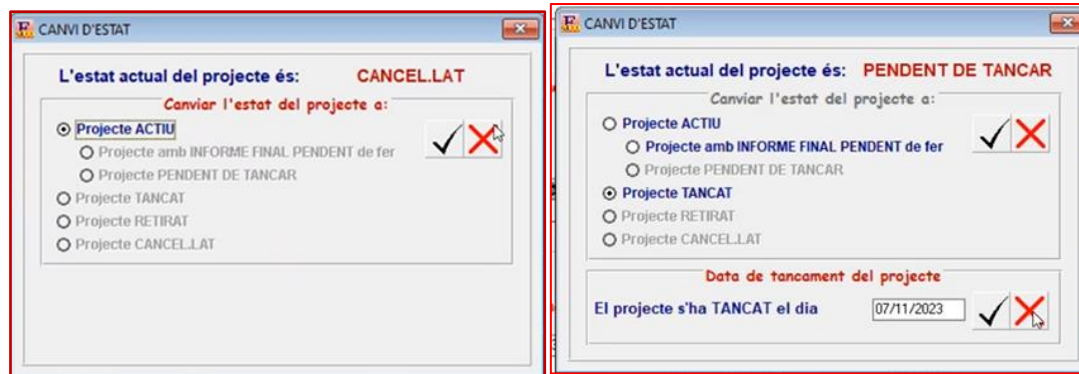 CANVI D'ESTAT
L'estat actual del projecte és: CANCEL.LAT
Canviar l'estat del projecte a:
Projecte ACTIU
Projecte amb INFORME FINAL PENDENT de fer
Projecte PENDENT DE TANCAR
Projecte TANCAT
Projecte RETIRAT
Projecte CANCEL.LAT
CANVI D'ESTAT
L'estat actual del projecte és: PENDENT DE TANCAR
Canviar l'estat del projecte a:
Projecte ACTIU
Projecte amb INFORME FINAL PENDENT de fer
Projecte PENDENT DE TANCAR
Projecte TANCAT
Projecte RETIRAT
Projecte CANCEL.LAT
Data de tancament del projecte
El projecte s'ha TANCAT el dia 07/11/2023